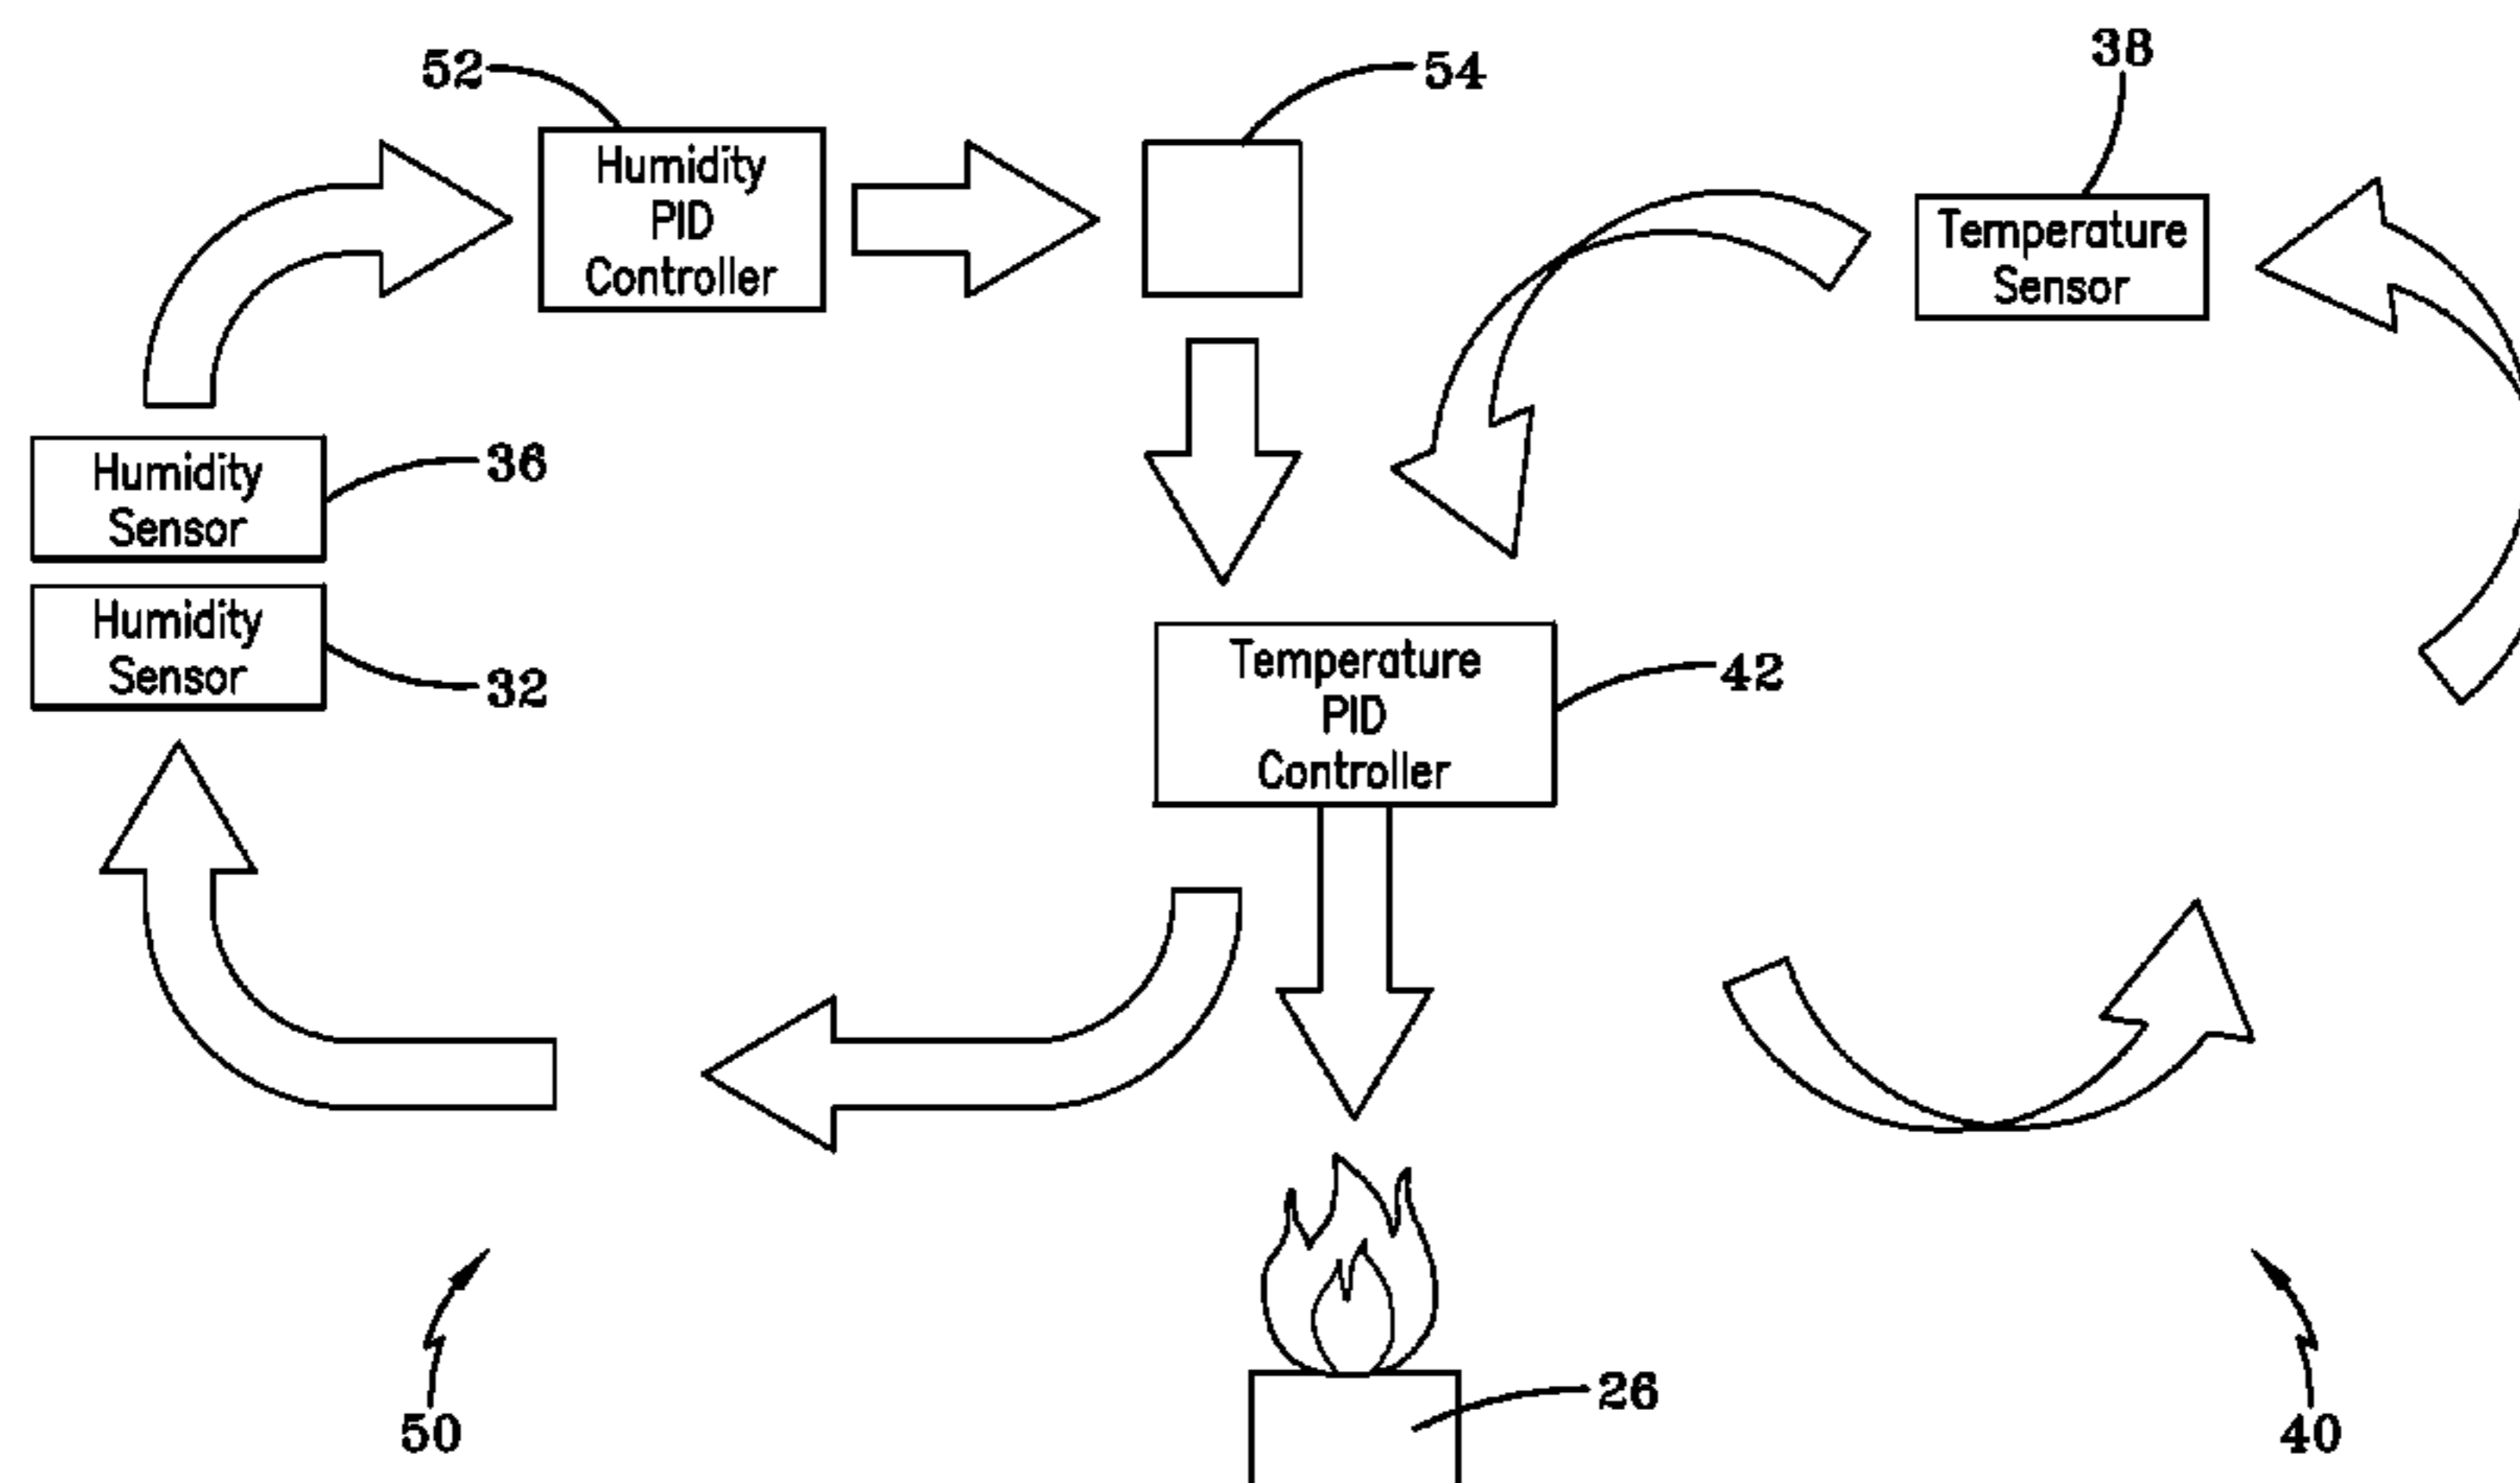 52
54
38
Humidity
PID
Controller
Temperature
Sensor
Humidity
Sensor
36
Humidity
Sensor
32
Temperature
PID
Controller
42
26
50
40